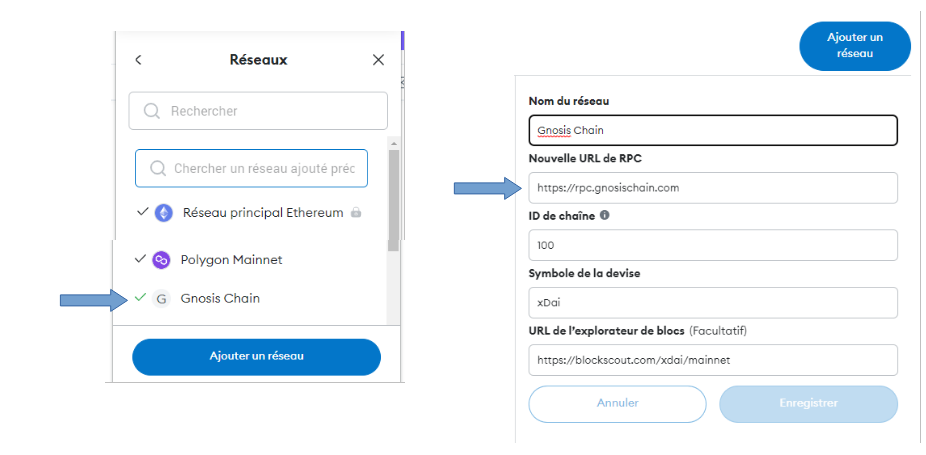 Réseaux
Rechercher
Chercher un réseau ajouté préc
Réseau principal Ethereum
Polygon Mainnet
G Gnosis Chain
Ajouter un réseau
Ajouter un
réseau
Nom du réseau
Gnosis Chain
Nouvelle URL de RPC
https://rpc.gnosischain.com
ID de chaîne
100
Symbole de la devise
xDai
URL de l'explorateur de blocs (Facultatif)
https://blockscout.com/xdai/mainnet
Annuler
Enregistrer